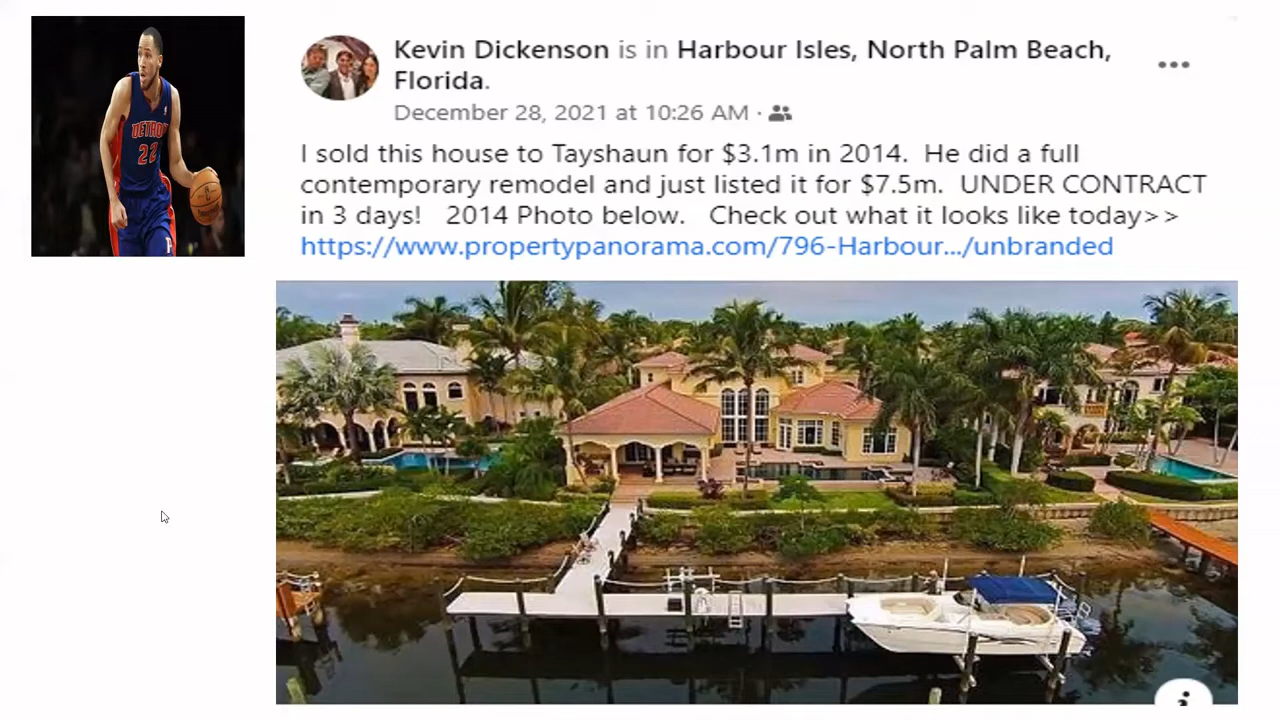 DETROIT
22
Kevin Dickenson is in Harbour Isles, North Palm Beach,
Florida.
December 28, 2021 at 10:26 AM ·
I sold this house to Tayshaun for $3.1m in 2014. He did a full
contemporary remodel and just listed it for $7.5m. UNDER CONTRACT
in 3 days! 2014 Photo below. Check out what it looks like today>>
https://www.propertypanorama.com/796-Harbour.../unbranded